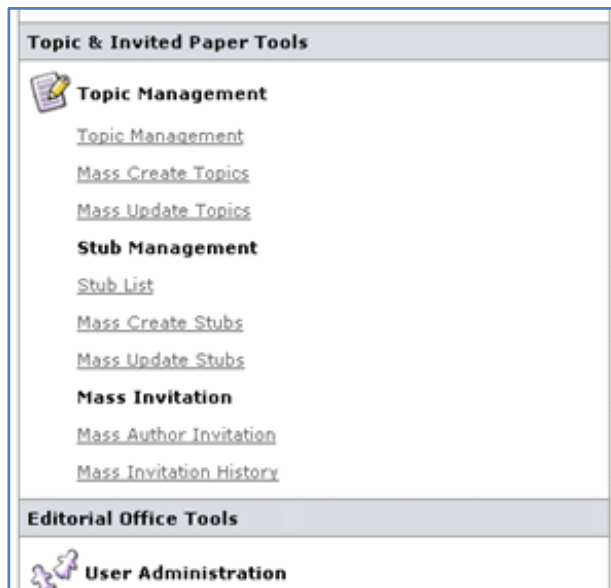 Topic & Invited Paper Tools
Topic Management
Topic Management
Mass Create Topics
Mass Update Topics
Stub Management
Stub List
Mass Create Stubs
Mass Update Stubs
Mass Invitation
Mass Author Invitation
Mass Invitation History
Editorial Office Tools
User Administration